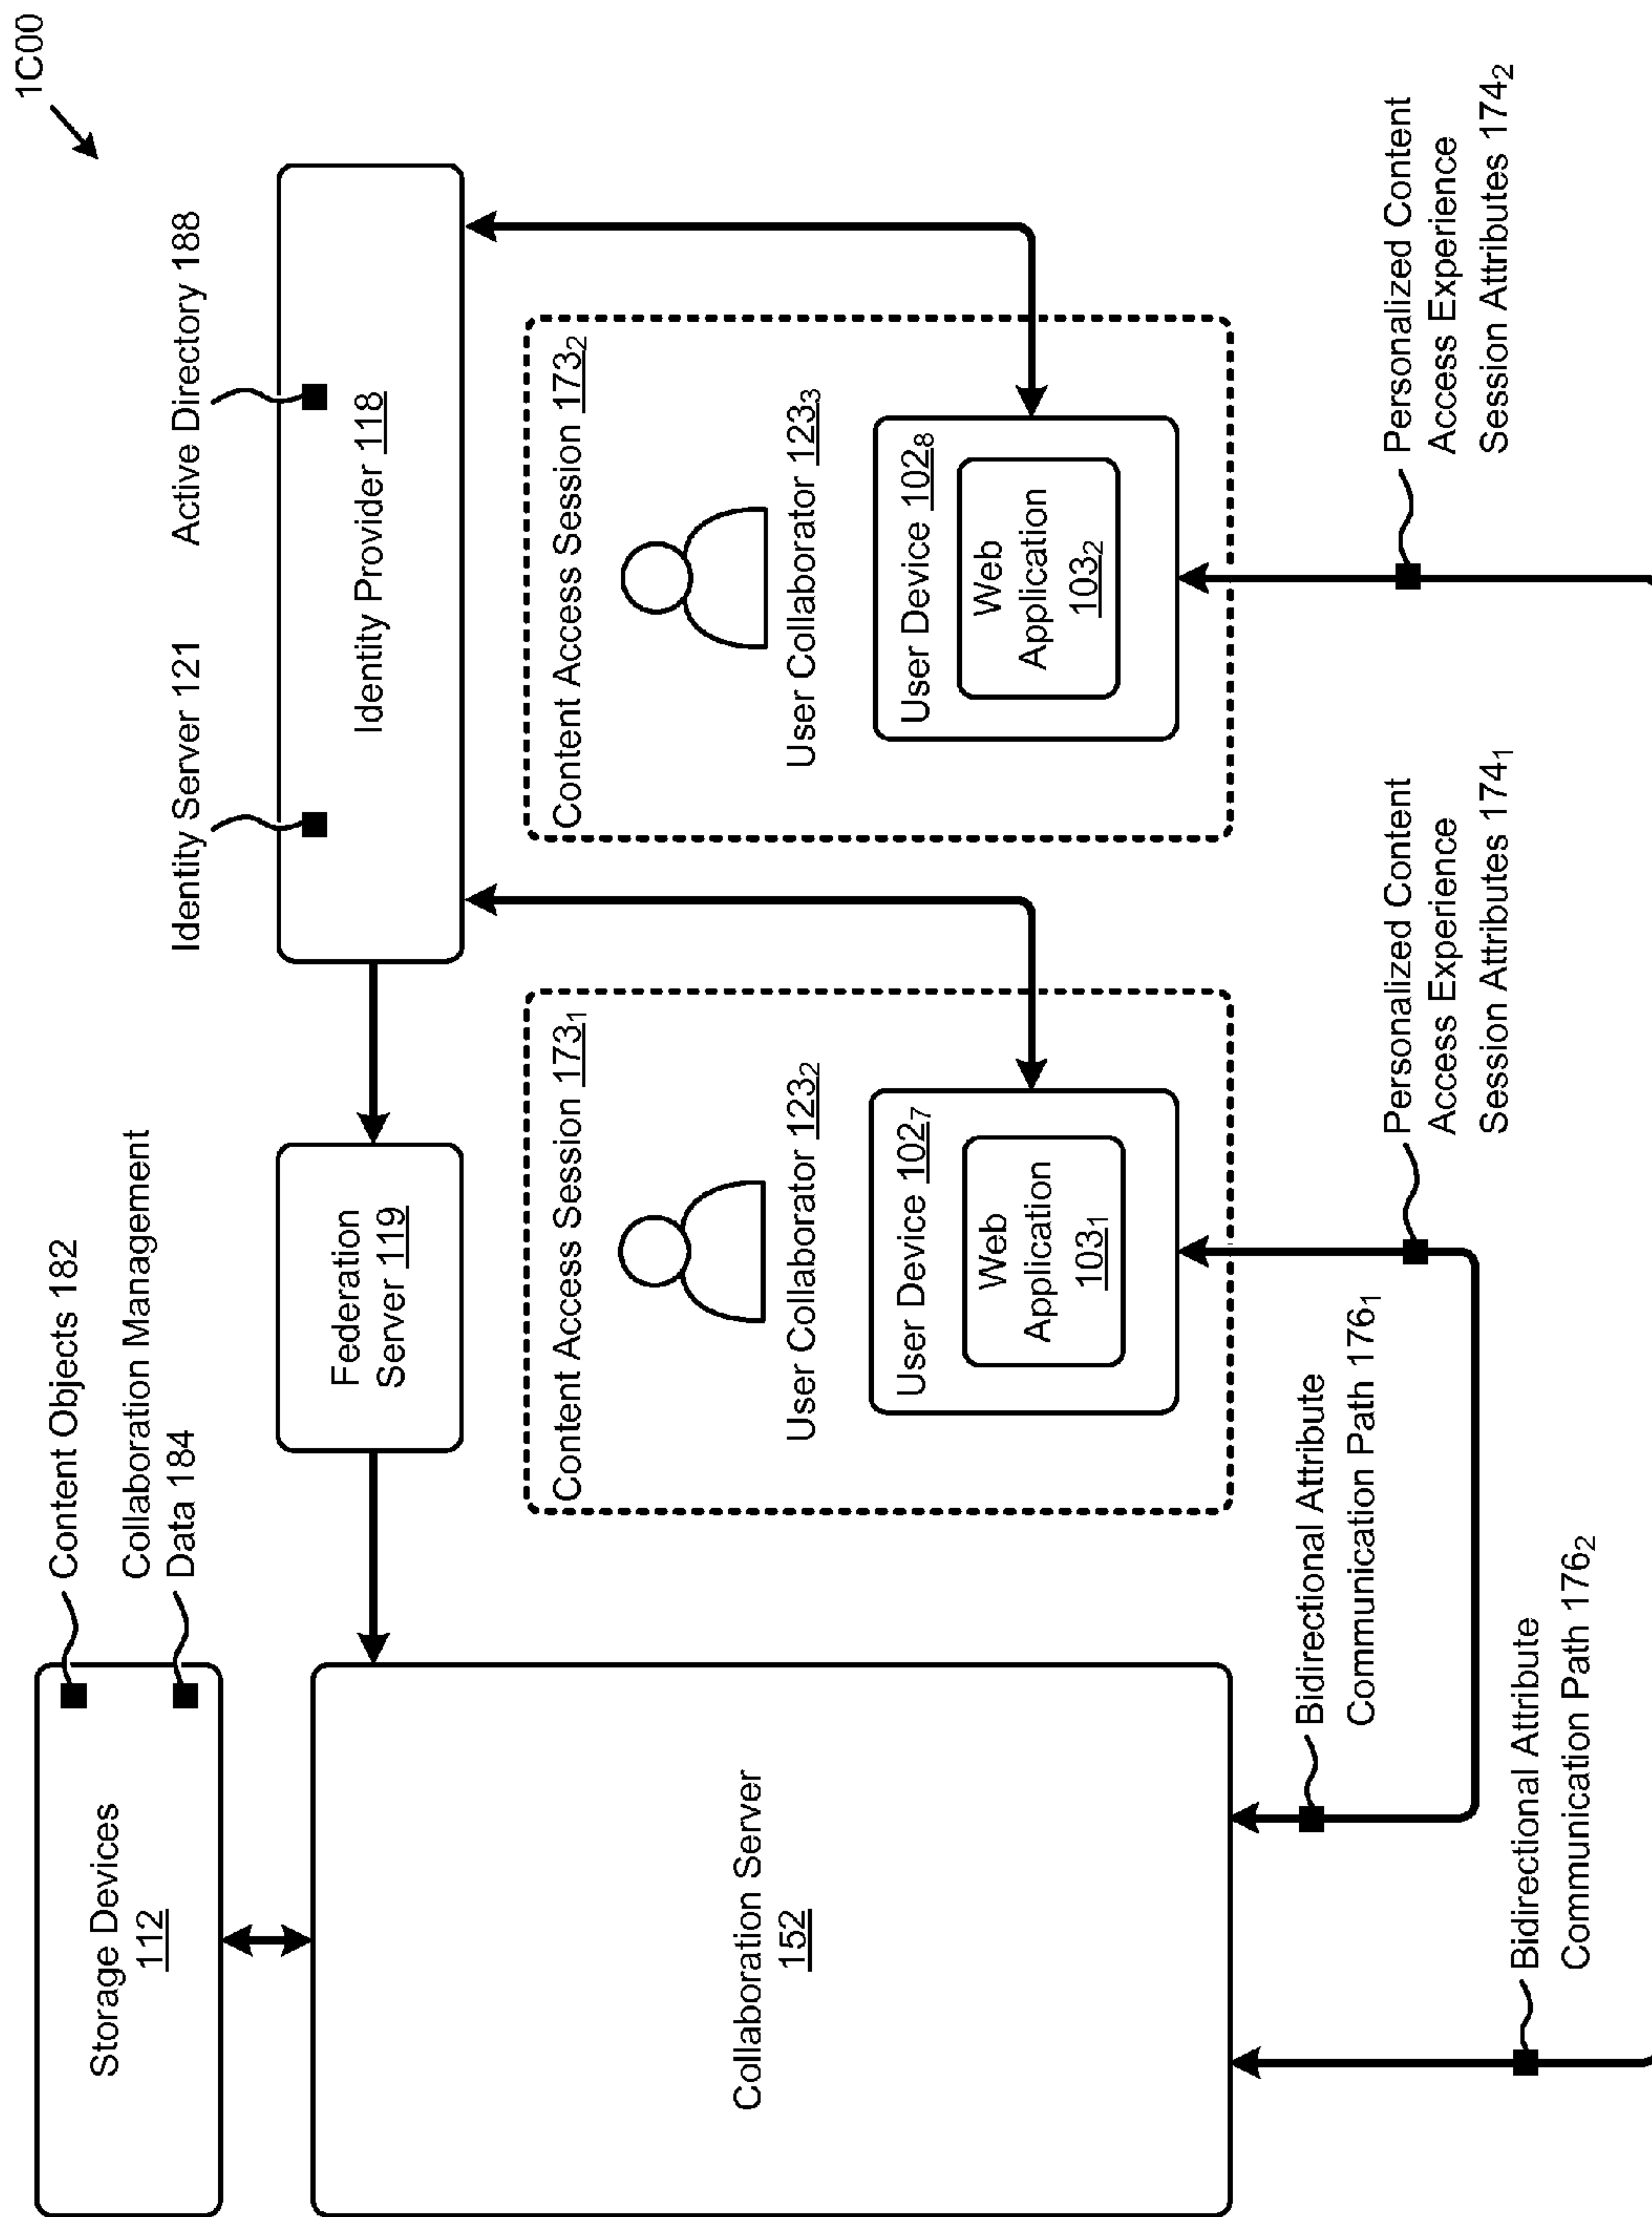 1C00
Storage Devices
112
Content Objects 182
Collaboration Management
Data 184
Identity Server 121
Active Directory 188
Collaboration Server
152
Federation
Server 119
Identity Provider 118
Content Access Session 173₁
User Collaborator 123₂
User Device 102₇
Web
Application
103₁
Content Access Session 173₂
User Collaborator 123₃
User Device 102₈
Web
Application
103₂
Bidirectional Attribute
Communication Path 176₁
Personalized Content
Access Experience
Session Attributes 174₁
Personalized Content
Access Experience
Session Attributes 174₂
Bidirectional Attribute
Communication Path 176₂